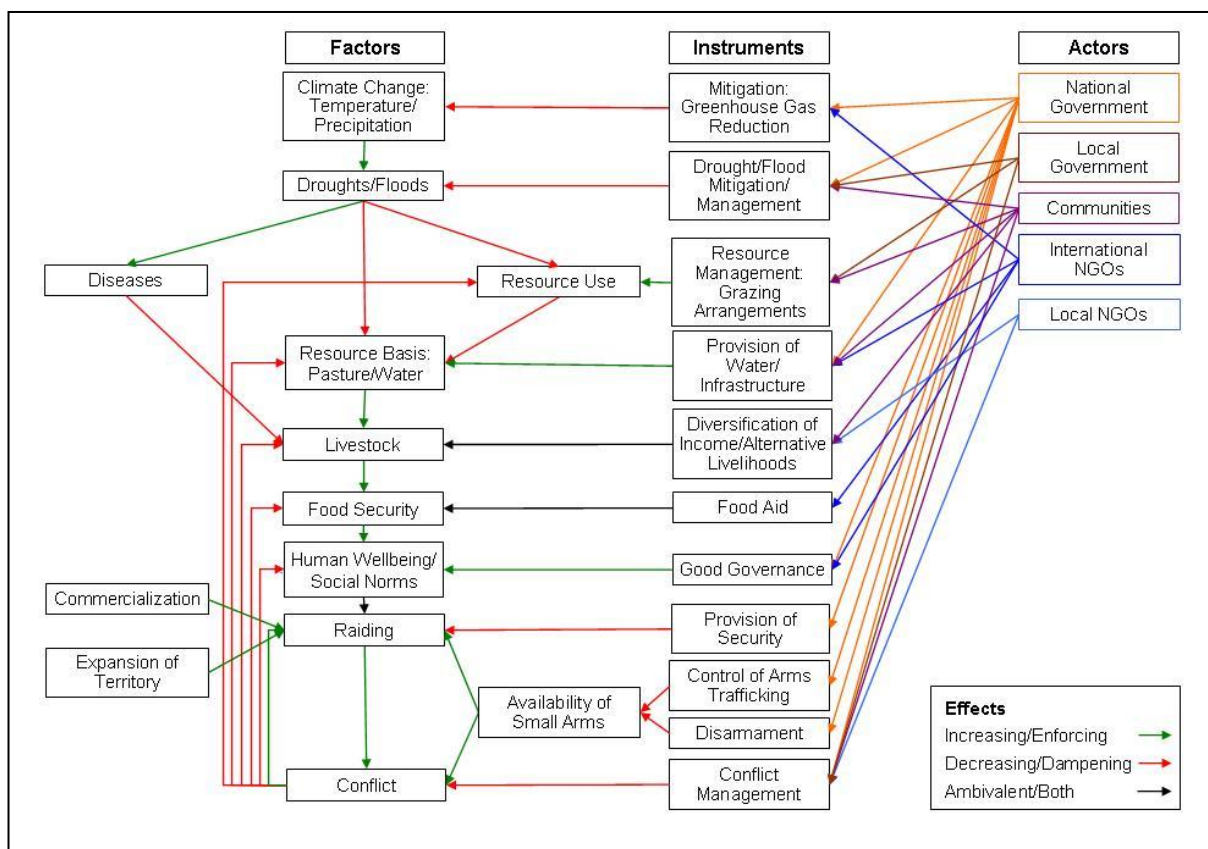 Factors
Instruments
Actors
Climate Change:
Temperature/
Precipitation
Mitigation:
Greenhouse Gas
Reduction
National
Government
Droughts/Floods
Drought/Flood
Mitigation/
Management
Local
Government
Communities
Diseases
Resource Use
Resource
Management:
Grazing
Arrangements
International
NGOs
Local NGOs
Resource Basis:
Pasture/Water
Provision of
Water/
Infrastructure
Livestock
Diversification of
Income/Alternative
Livelihoods
Food Security
Food Aid
Human Wellbeing/
Social Norms
Good Governance
Commercialization
Raiding
Provision of
Security
Expansion of
Territory
Availability of
Small Arms
Control of Arms
Trafficking
Disarmament
Conflict
Conflict
Management
Effects
Increasing/Enforcing
Decreasing/Dampening
Ambivalent/Both